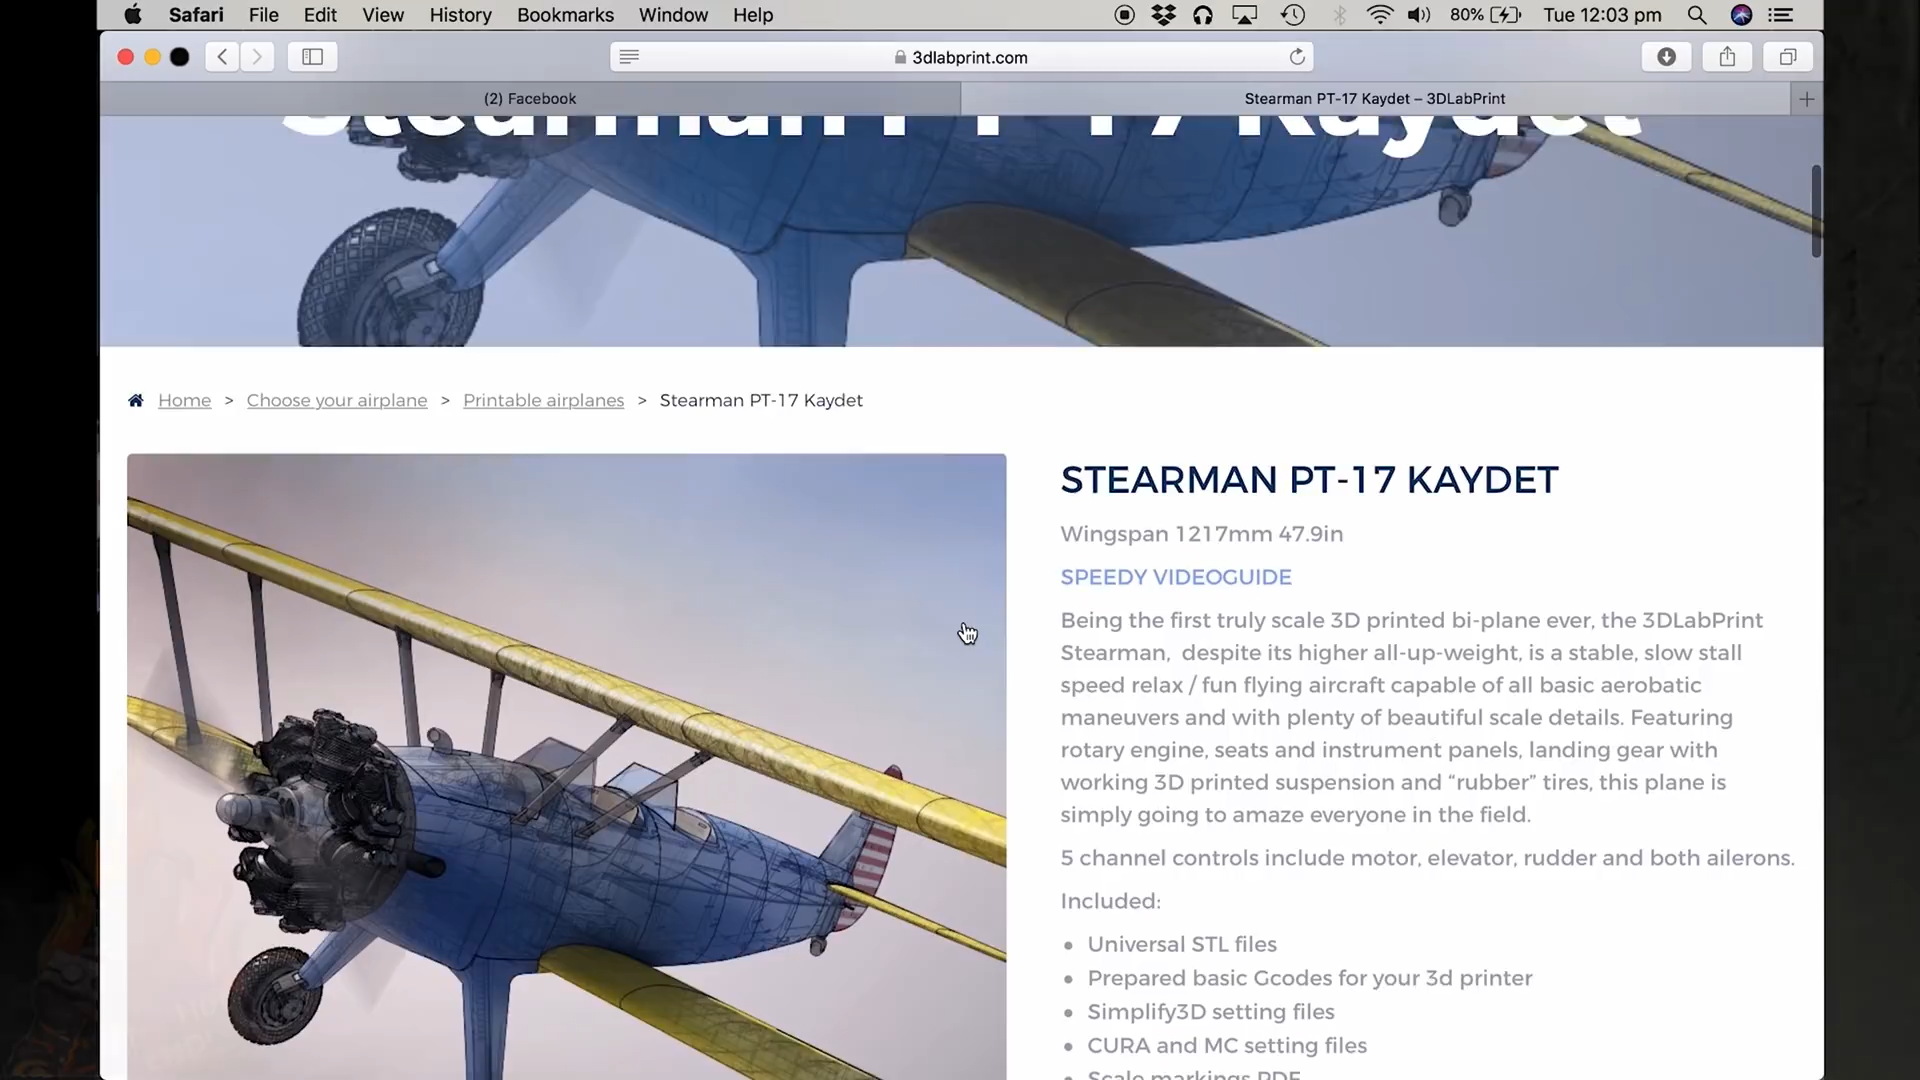 Safari File Edit View History Bookmarks Window Help 80% Tue 12:03 pm
3dlabprint.com
(2) Facebook Stearman PT-17 Kaydet – 3DLabPrint
Stearman PT-17 Kaydet
Home > Choose your airplane > Printable airplanes > Stearman PT-17 Kaydet
STEARMAN PT-17 KAYDET
Wingspan 1217mm 47.9in
SPEEDY VIDEOGUIDE
Being the first truly scale 3D printed bi-plane ever, the 3DLabPrint
Stearman, despite its higher all-up-weight, is a stable, slow stall
speed relax / fun flying aircraft capable of all basic aerobatic
maneuvers and with plenty of beautiful scale details. Featuring
rotary engine, seats and instrument panels, landing gear with
working 3D printed suspension and “rubber” tires, this plane is
simply going to amaze everyone in the field.
5 channel controls include motor, elevator, rudder and both ailerons.
Included:
Universal STL files
Prepared basic Gcodes for your 3d printer
Simplify3D setting files
CURA and MC setting files
Scale markings PDF